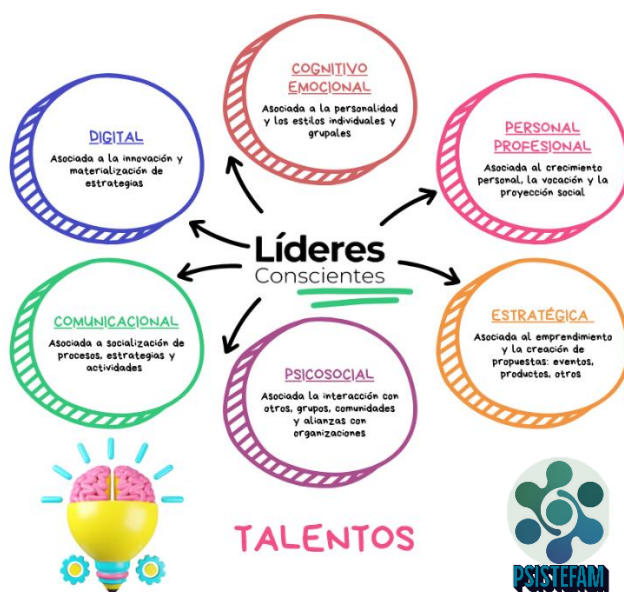 COGNITIVO
EMOCIONAL
Asociada a la personalidad
y los estilos individuales y
grupales
DIGITAL
Asociada a la innovación y
materialización de
estrategias
PERSONAL
PROFESIONAL
Asociada al crecimiento
personal, la vocación y la
proyección social
Líderes
Conscientes
COMUNICACIONAL
Asociada a socialización de
procesos, estrategias y
actividades
ESTRATÉGICA
Asociada al emprendimiento
y la creación de
propuestas: eventos,
productos, otros
PSICOSOCIAL
Asociada la interacción con
otros, grupos, comunidades
y alianzas con
organizaciones
TALENTOS
PSISTEFAM